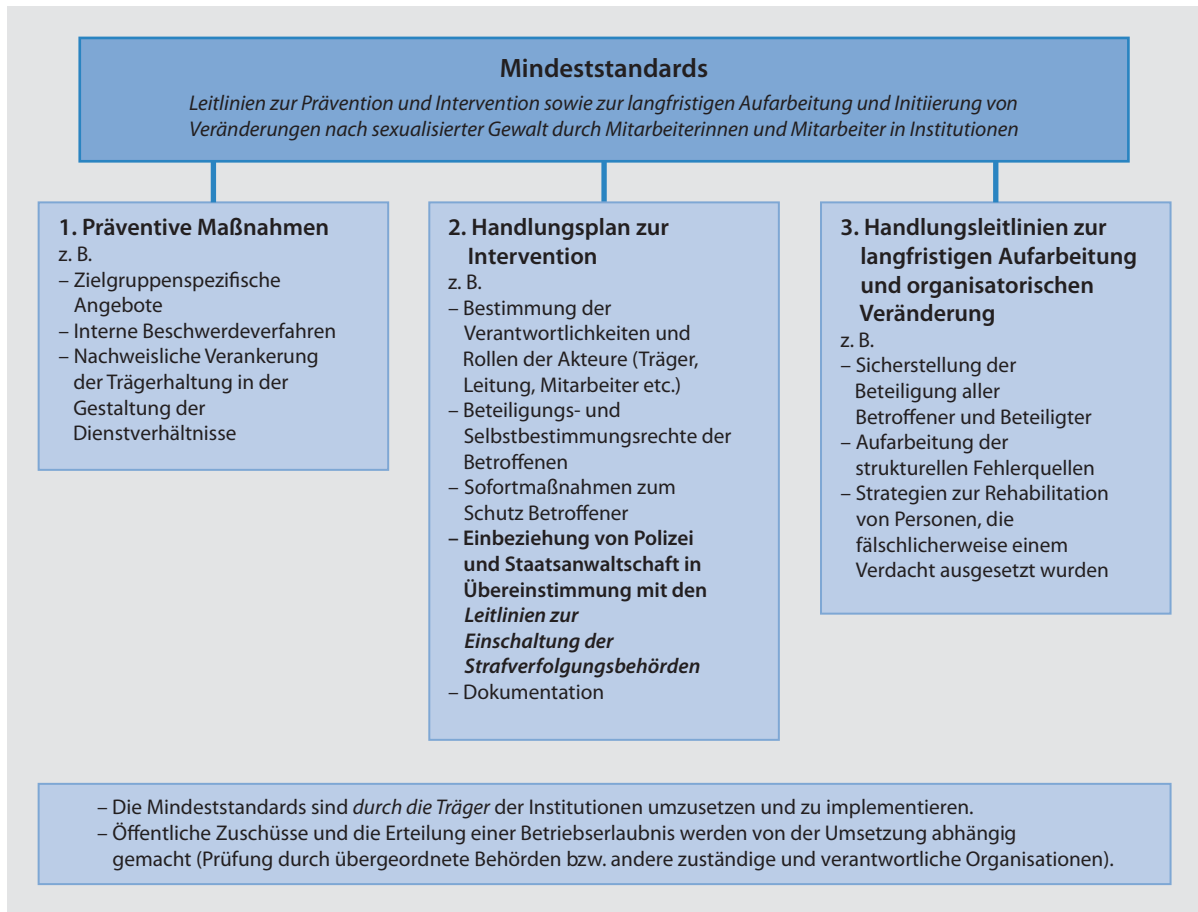 Mindeststandards
Leitlinien zur Prävention und Intervention sowie zur langfristigen Aufarbeitung und Initiierung von
Veränderungen nach sexualisierter Gewalt durch Mitarbeiterinnen und Mitarbeiter in Institutionen
1. Präventive Maßnahmen
z. B.
– Zielgruppenspezifische
Angebote
– Interne Beschwerdeverfahren
– Nachweisliche Verankerung
der Trägerhaltung in der
Gestaltung der
Dienstverhältnisse
2. Handlungsplan zur
Intervention
z. B.
– Bestimmung der
Verantwortlichkeiten und
Rollen der Akteure (Träger,
Leitung, Mitarbeiter etc.)
– Beteiligungs- und
Selbstbestimmungsrechte der
Betroffenen
– Sofortmaßnahmen zum
Schutz Betroffener
– Einbeziehung von Polizei
und Staatsanwaltschaft in
Übereinstimmung mit den
Leitlinien zur
Einschaltung der
Strafverfolgungsbehörden
– Dokumentation
3. Handlungsleitlinien zur
langfristigen Aufarbeitung
und organisatorischen
Veränderung
z. B.
– Sicherstellung der
Beteiligung aller
Betroffener und Beteiligter
– Aufarbeitung der
strukturellen Fehlerquellen
– Strategien zur Rehabilitation
von Personen, die
fälschlicherweise einem
Verdacht ausgesetzt wurden
– Die Mindeststandards sind durch die Träger der Institutionen umzusetzen und zu implementieren.
– Öffentliche Zuschüsse und die Erteilung einer Betriebserlaubnis werden von der Umsetzung abhängig
gemacht (Prüfung durch übergeordnete Behörden bzw. andere zuständige und verantwortliche Organisationen).